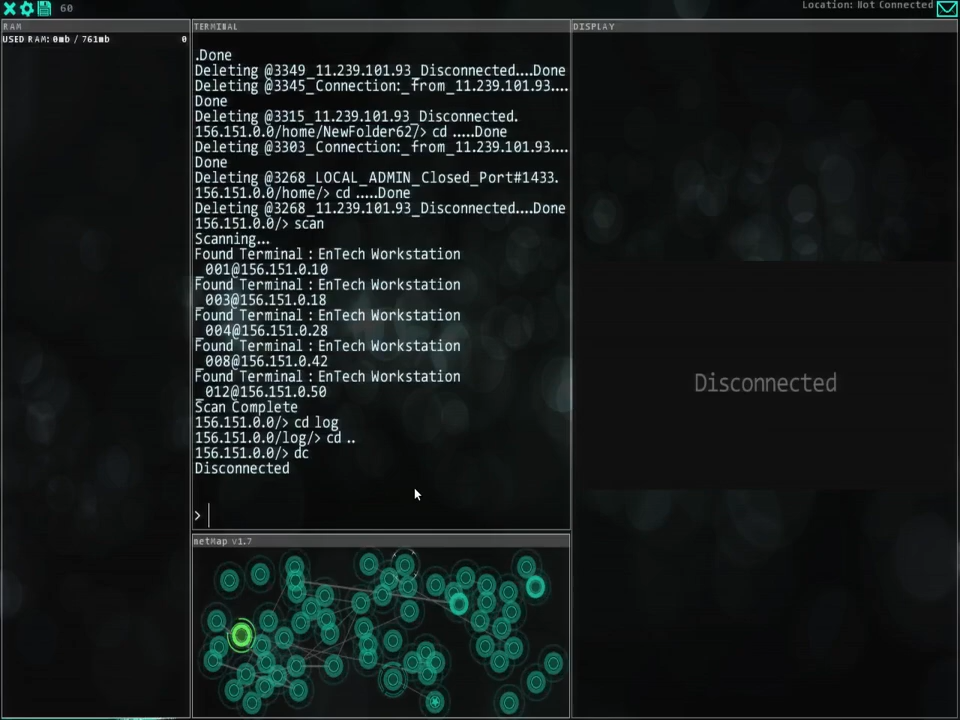 60
Location: Not Connected
RAM
USED RAM: 0mb / 761mb 0
TERMINAL
.Done
Deleting @3349_11.239.101.93_Disconnected....Done
Deleting @3345_Connection:_from_11.239.101.93....
Done
Deleting @3315_11.239.101.93_Disconnected.
156.151.0.0/home/NewFolder62/> cd .....Done
Deleting @3303_Connection:_from_11.239.101.93....
Done
Deleting @3268_LOCAL_ADMIN_Closed_Port#1433.
156.151.0.0/home/> cd .....Done
Deleting @3268_11.239.101.93_Disconnected....Done
156.151.0.0/> scan
Scanning...
Found Terminal : EnTech Workstation
_001@156.151.0.10
Found Terminal : EnTech Workstation
_003@156.151.0.18
Found Terminal : EnTech Workstation
_004@156.151.0.28
Found Terminal : EnTech Workstation
_008@156.151.0.42
Found Terminal : EnTech Workstation
_012@156.151.0.50
Scan Complete
156.151.0.0/> cd log
156.151.0.0/log/> cd ..
156.151.0.0/> dc
Disconnected
>
netMap v1.7
DISPLAY
Disconnected